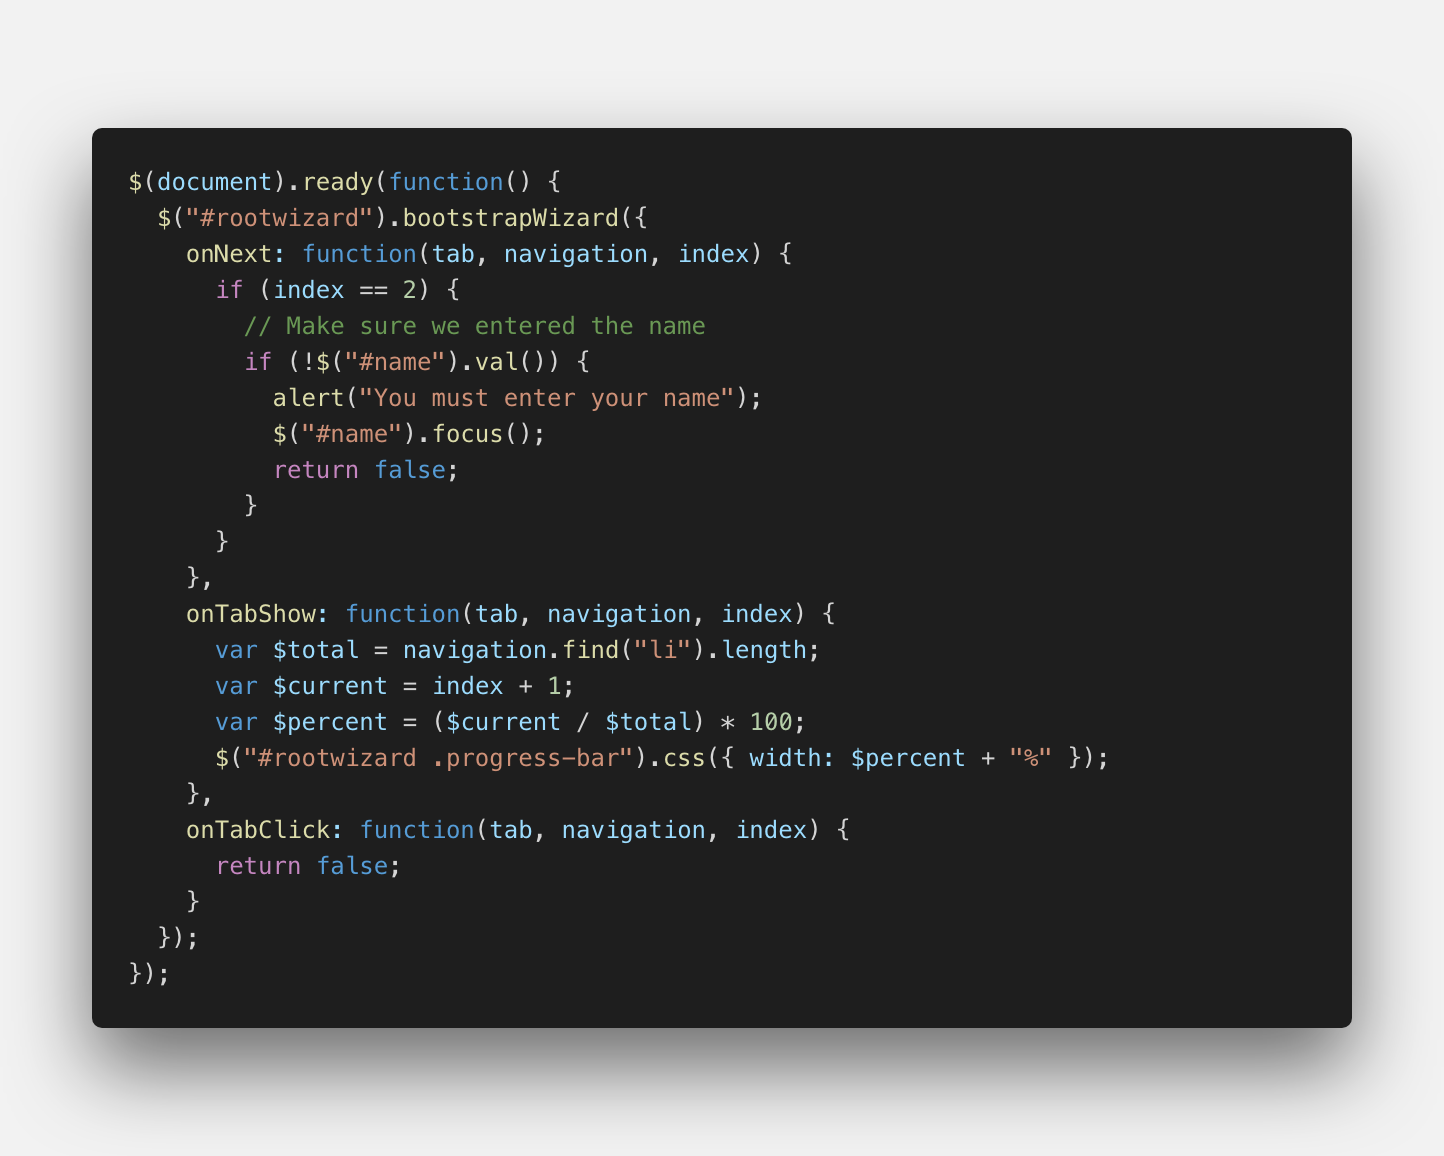 $(document).ready(function() {
  $("#rootwizard").bootstrapWizard({
    onNext: function(tab, navigation, index) {
      if (index == 2) {
        // Make sure we entered the name
        if (!$("#name").val()) {
          alert("You must enter your name");
          $("#name").focus();
          return false;
        }
      }
    },
    onTabShow: function(tab, navigation, index) {
      var $total = navigation.find("li").length;
      var $current = index + 1;
      var $percent = ($current / $total) * 100;
      $("#rootwizard .progress-bar").css({ width: $percent + "%" });
    },
    onTabClick: function(tab, navigation, index) {
      return false;
    }
  });
});